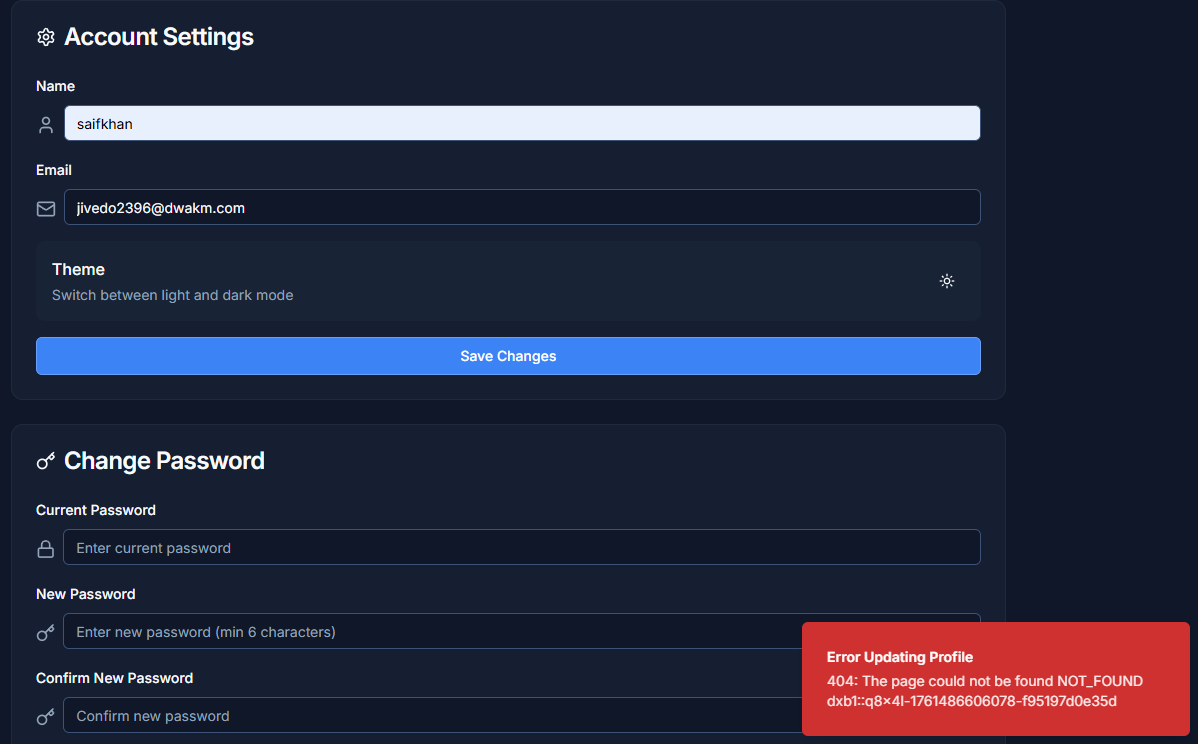 Account Settings
Name
saifkhan
Email
jivedo2396@dwakm.com
Theme
Switch between light and dark mode
Save Changes
Change Password
Current Password
Enter current password
New Password
Enter new password (min 6 characters)
Confirm New Password
Confirm new password
Error Updating Profile
404: The page could not be found NOT_FOUND
dxb1::q8×4l-1761486606078-f95197d0e35d